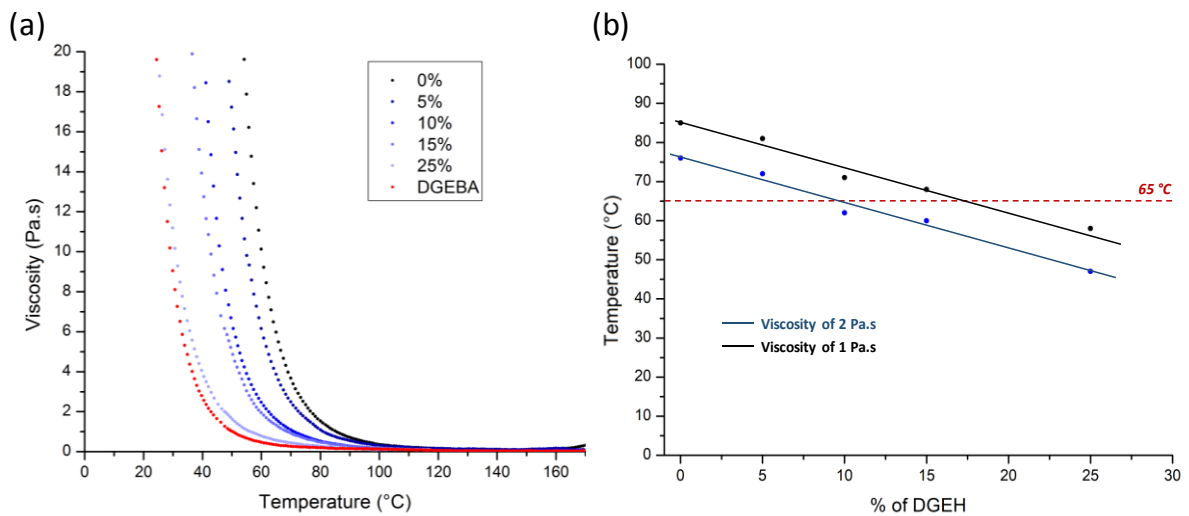 (a)
20
18
16
14
12
10
8
6
4
2
0
Viscosity (Pa.s)
0%
5%
10%
15%
25%
DGEBA
0 20 40 60 80 100 120 140 160
Temperature (°C)
(b)
100
90
80
70
60
50
40
30
20
10
0
Temperature (°C)
65 °C
Viscosity of 2 Pa.s
Viscosity of 1 Pa.s
0 5 10 15 20 25 30
% of DGEH